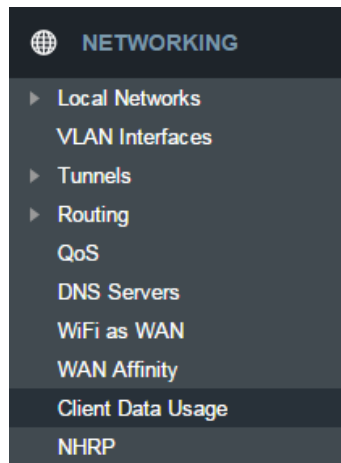 NETWORKING
Local Networks
VLAN Interfaces
Tunnels
Routing
QoS
DNS Servers
WiFi as WAN
WAN Affinity
Client Data Usage
NHRP